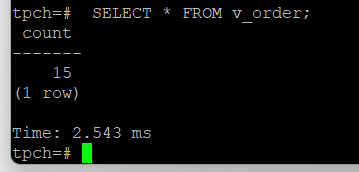 tpch=#  SELECT * FROM v_order;
 count
-------
    15
(1 row)

Time: 2.543 ms
tpch=#